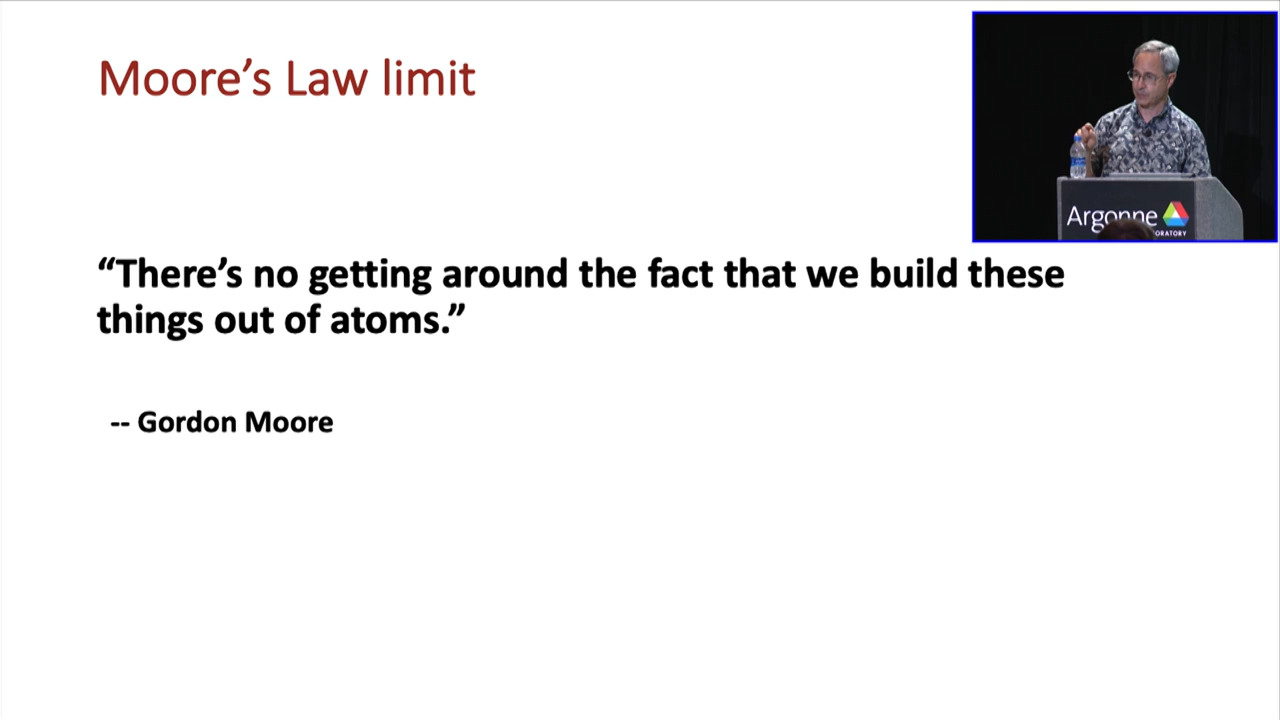 Moore’s Law limit
“There’s no getting around the fact that we build these
things out of atoms.”
-- Gordon Moore
Argonne
ORATORY